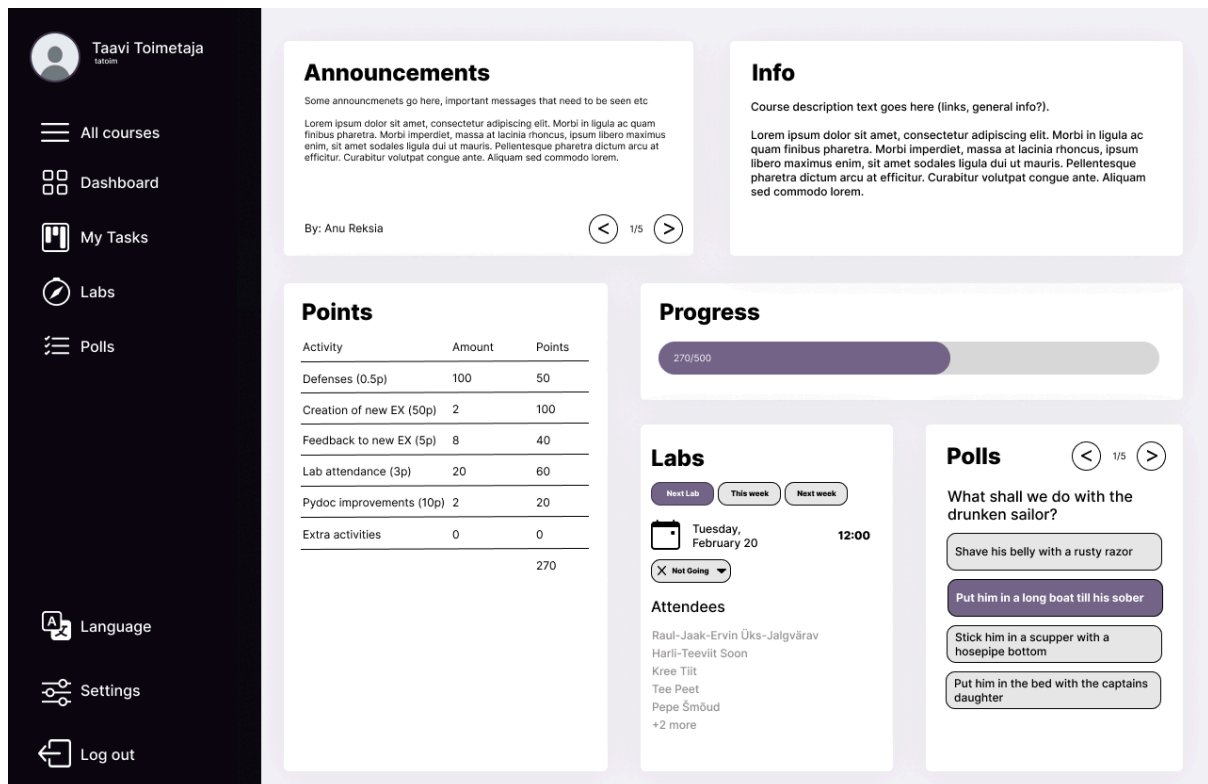 Taavi Toimetaja
tatoim
All courses
Dashboard
My Tasks
Labs
Polls
Language
Settings
Log out
Announcements
Some announcmenets go here, important messages that need to be seen etc
Lorem ipsum dolor sit amet, consectetur adipiscing elit. Morbi in ligula ac quam
finibus pharetra. Morbi imperdiet, massa at lacinia rhoncus, ipsum libero maximus
enim, sit amet sodales ligula dui ut mauris. Pellentesque pharetra dictum arcu at
efficitur. Curabitur volutpat congue ante. Aliquam sed commodo lorem.
By: Anu Reksia
< 1/5 >
Info
Course description text goes here (links, general info?).
Lorem ipsum dolor sit amet, consectetur adipiscing elit. Morbi in ligula ac
quam finibus pharetra. Morbi imperdiet, massa at lacinia rhoncus, ipsum
libero maximus enim, sit amet sodales ligula dui ut mauris. Pellentesque
pharetra dictum arcu at efficitur. Curabitur volutpat congue ante. Aliquam
sed commodo lorem.
Points
Activity Amount Points
Defenses (0.5p) 100 50
Creation of new EX (50p) 2 100
Feedback to new EX (5p) 8 40
Lab attendance (3p) 20 60
Pydoc improvements (10p) 2 20
Extra activities 0 0
270
Progress
270/500
Labs
Next Lab This week Next week
Tuesday,
February 20
12:00
Not Going
Attendees
Raul-Jaak-Ervin Üks-Jalgvärav
Harli-Teeviit Soon
Kree Tiit
Tee Peet
Pepe Šmõud
+2 more
Polls
< 1/5 >
What shall we do with the
drunken sailor?
Shave his belly with a rusty razor
Put him in a long boat till his sober
Stick him in a scupper with a
hosepipe bottom
Put him in the bed with the captains
daughter